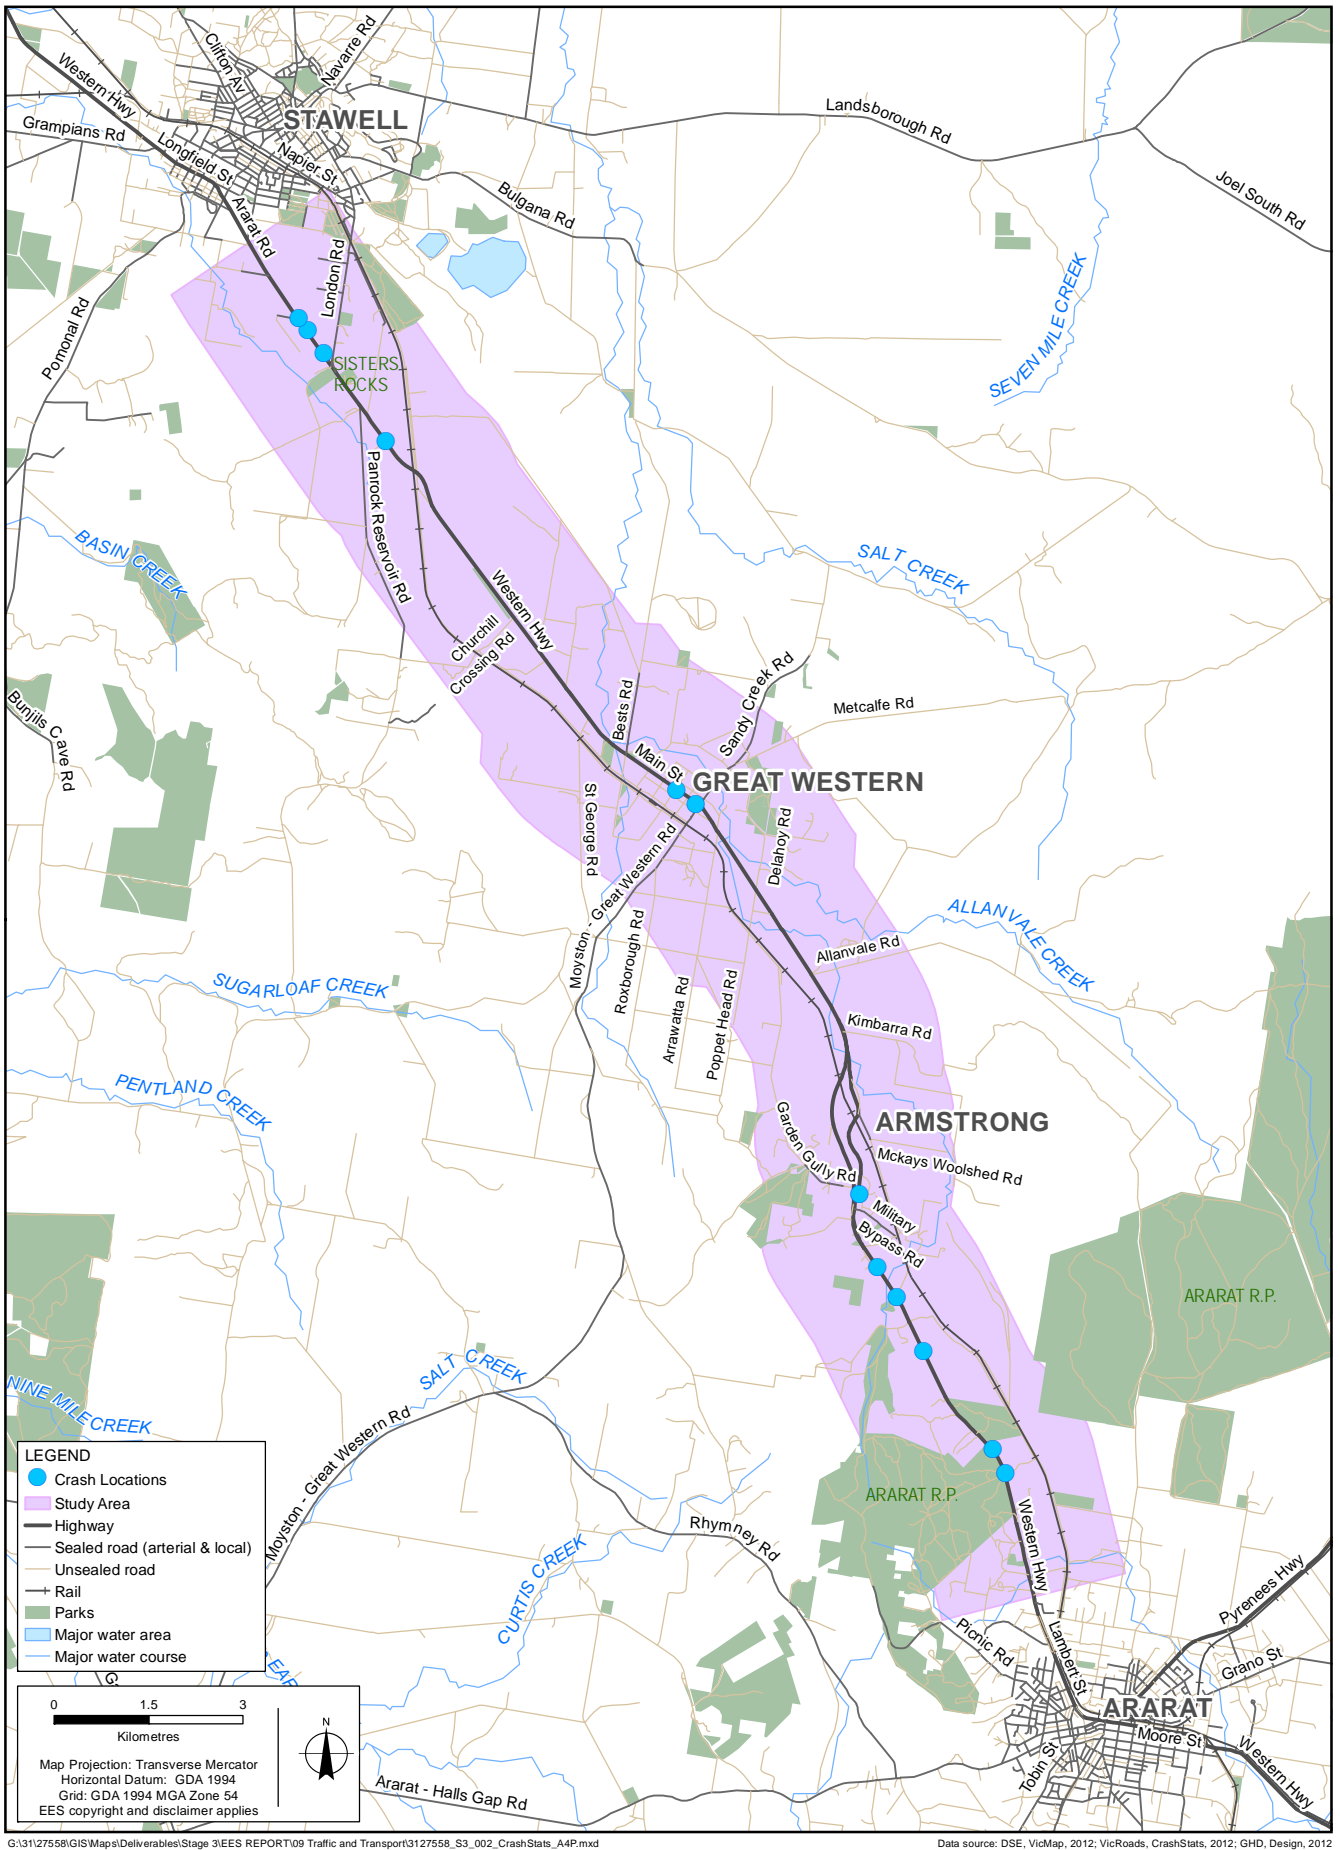 Navarre Rd
Clifton Av
Western Hwy
STAWELL
Landsborough Rd
Grampians Rd
Longfield St
Napier St
Joel South Rd
Bulgana Rd
Ararat Rd
London Rd
SEVEN MILE CREEK
Pomonal Rd
SISTERS
ROCKS
Panrock Reservoir Rd
BASIN CREEK
SALT CREEK
Western Hwy
Churchill
Crossing Rd
Bests Rd
Sandy Creek Rd
Metcalfe Rd
Bunjils Cave Rd
Main St
GREAT WESTERN
St George Rd
Delahoy Rd
Moyston - Great Western Rd
ALLANVALE CREEK
Roxborough Rd
Allanvale Rd
SUGARLOAF CREEK
Arrawatta Rd
Poppet Head Rd
Kimbarra Rd
PENTLAND CREEK
Garden Gully Rd
ARMSTRONG
Mckays Woolshed Rd
Military
Bypass Rd
ARARAT R.P.
SALT CREEK
NINE MILE CREEK
Moyston - Great Western Rd
ARARAT R.P.
Rhymney Rd
Western Hwy
CURTIS CREEK
Pyrenees Hwy
Picnic Rd
Lambert St
Grano St
ARARAT
Moore St
Tobin St
Western Hwy
Ararat - Halls Gap Rd
LEGEND
Crash Locations
Study Area
Highway
Sealed road (arterial & local)
Unsealed road
Rail
Parks
Major water area
Major water course
0 1.5 3
Kilometres
N
Map Projection: Transverse Mercator
Horizontal Datum: GDA 1994
Grid: GDA 1994 MGA Zone 54
EES copyright and disclaimer applies
G:\31\27558\GIS\Maps\Deliverables\Stage 3\EES REPORT\09 Traffic and Transport\3127558_S3_002_CrashStats_A4P.mxd
Data source: DSE, VicMap, 2012; VicRoads, CrashStats, 2012; GHD, Design, 2012